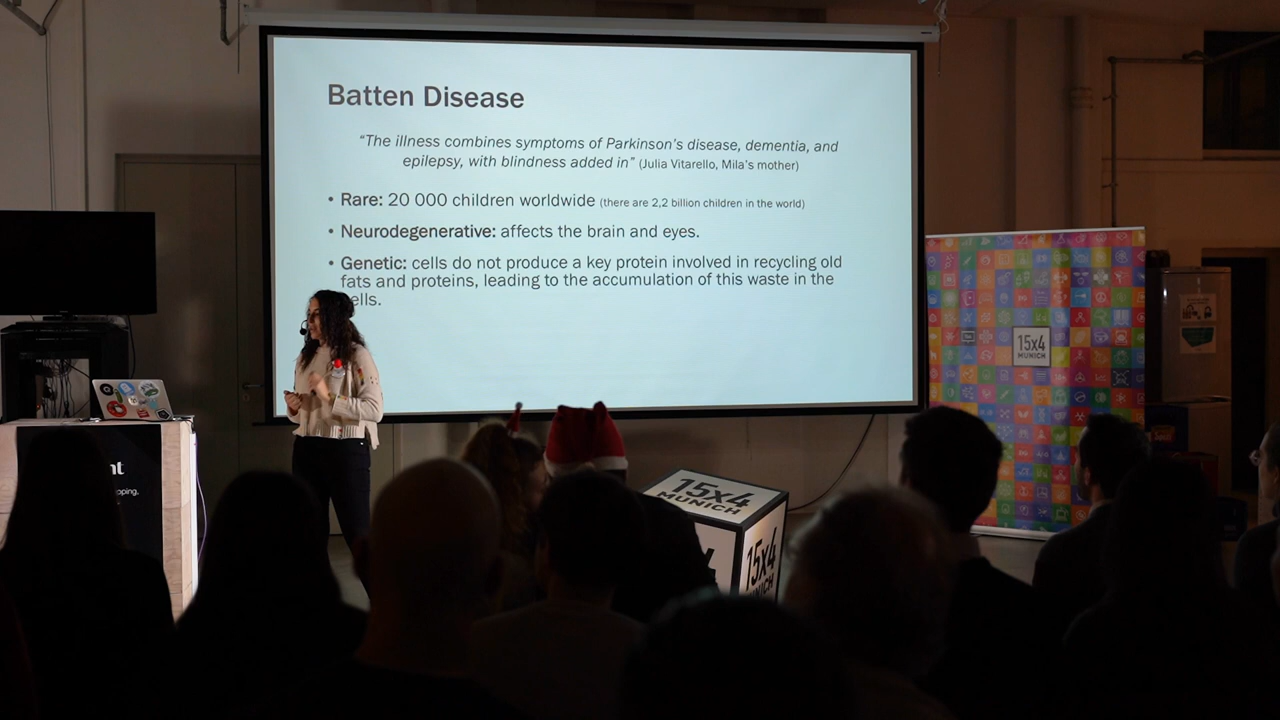 Batten Disease
“The illness combines symptoms of Parkinson’s disease, dementia, and
epilepsy, with blindness added in” (Julia Vitarello, Mila’s mother)
• Rare: 20 000 children worldwide (there are 2,2 billion children in the world)
• Neurodegenerative: affects the brain and eyes.
• Genetic: cells do not produce a key protein involved in recycling old
fats and proteins, leading to the accumulation of this waste in the
ells.
15x4
MUNICH
nt
pping.
15x4
MUNICH
15x4
MUNICH